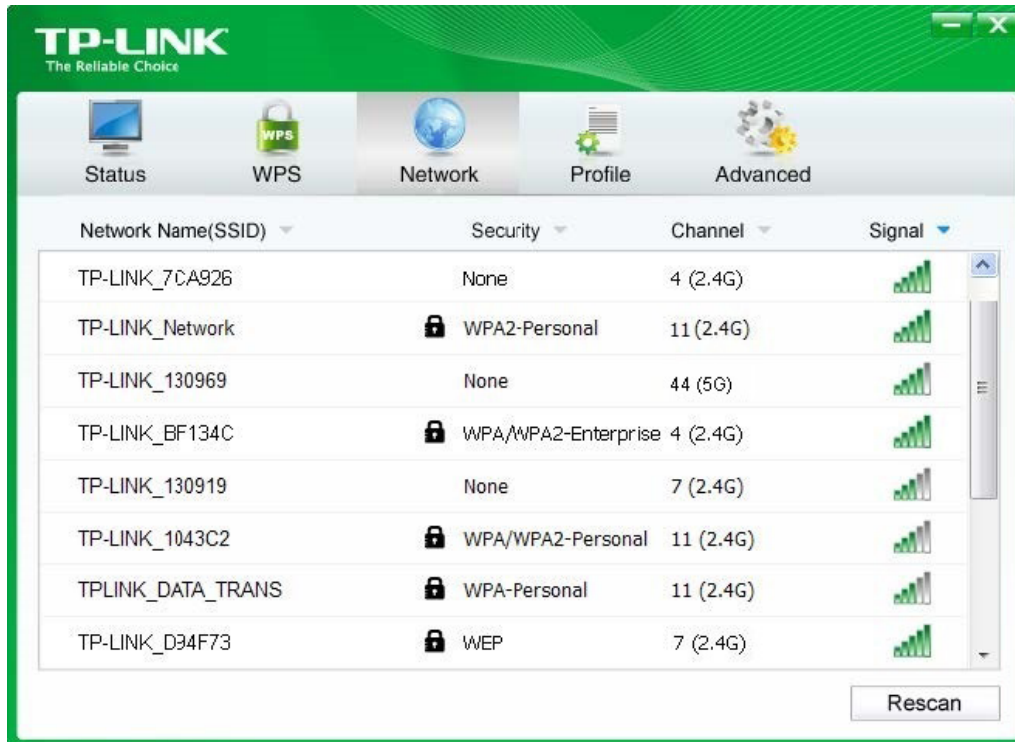 TP-LINK
The Reliable Choice
Status WPS Network Profile Advanced
Network Name(SSID) Security Channel Signal
TP-LINK_7CA926 None 4 (2.4G)
TP-LINK_Network WPA2-Personal 11 (2.4G)
TP-LINK_130969 None 44 (5G)
TP-LINK_BF134C WPA/WPA2-Enterprise 4 (2.4G)
TP-LINK_130919 None 7 (2.4G)
TP-LINK_1043C2 WPA/WPA2-Personal 11 (2.4G)
TPLINK_DATA_TRANS WPA-Personal 11 (2.4G)
TP-LINK_D94F73 WEP 7 (2.4G)
Rescan